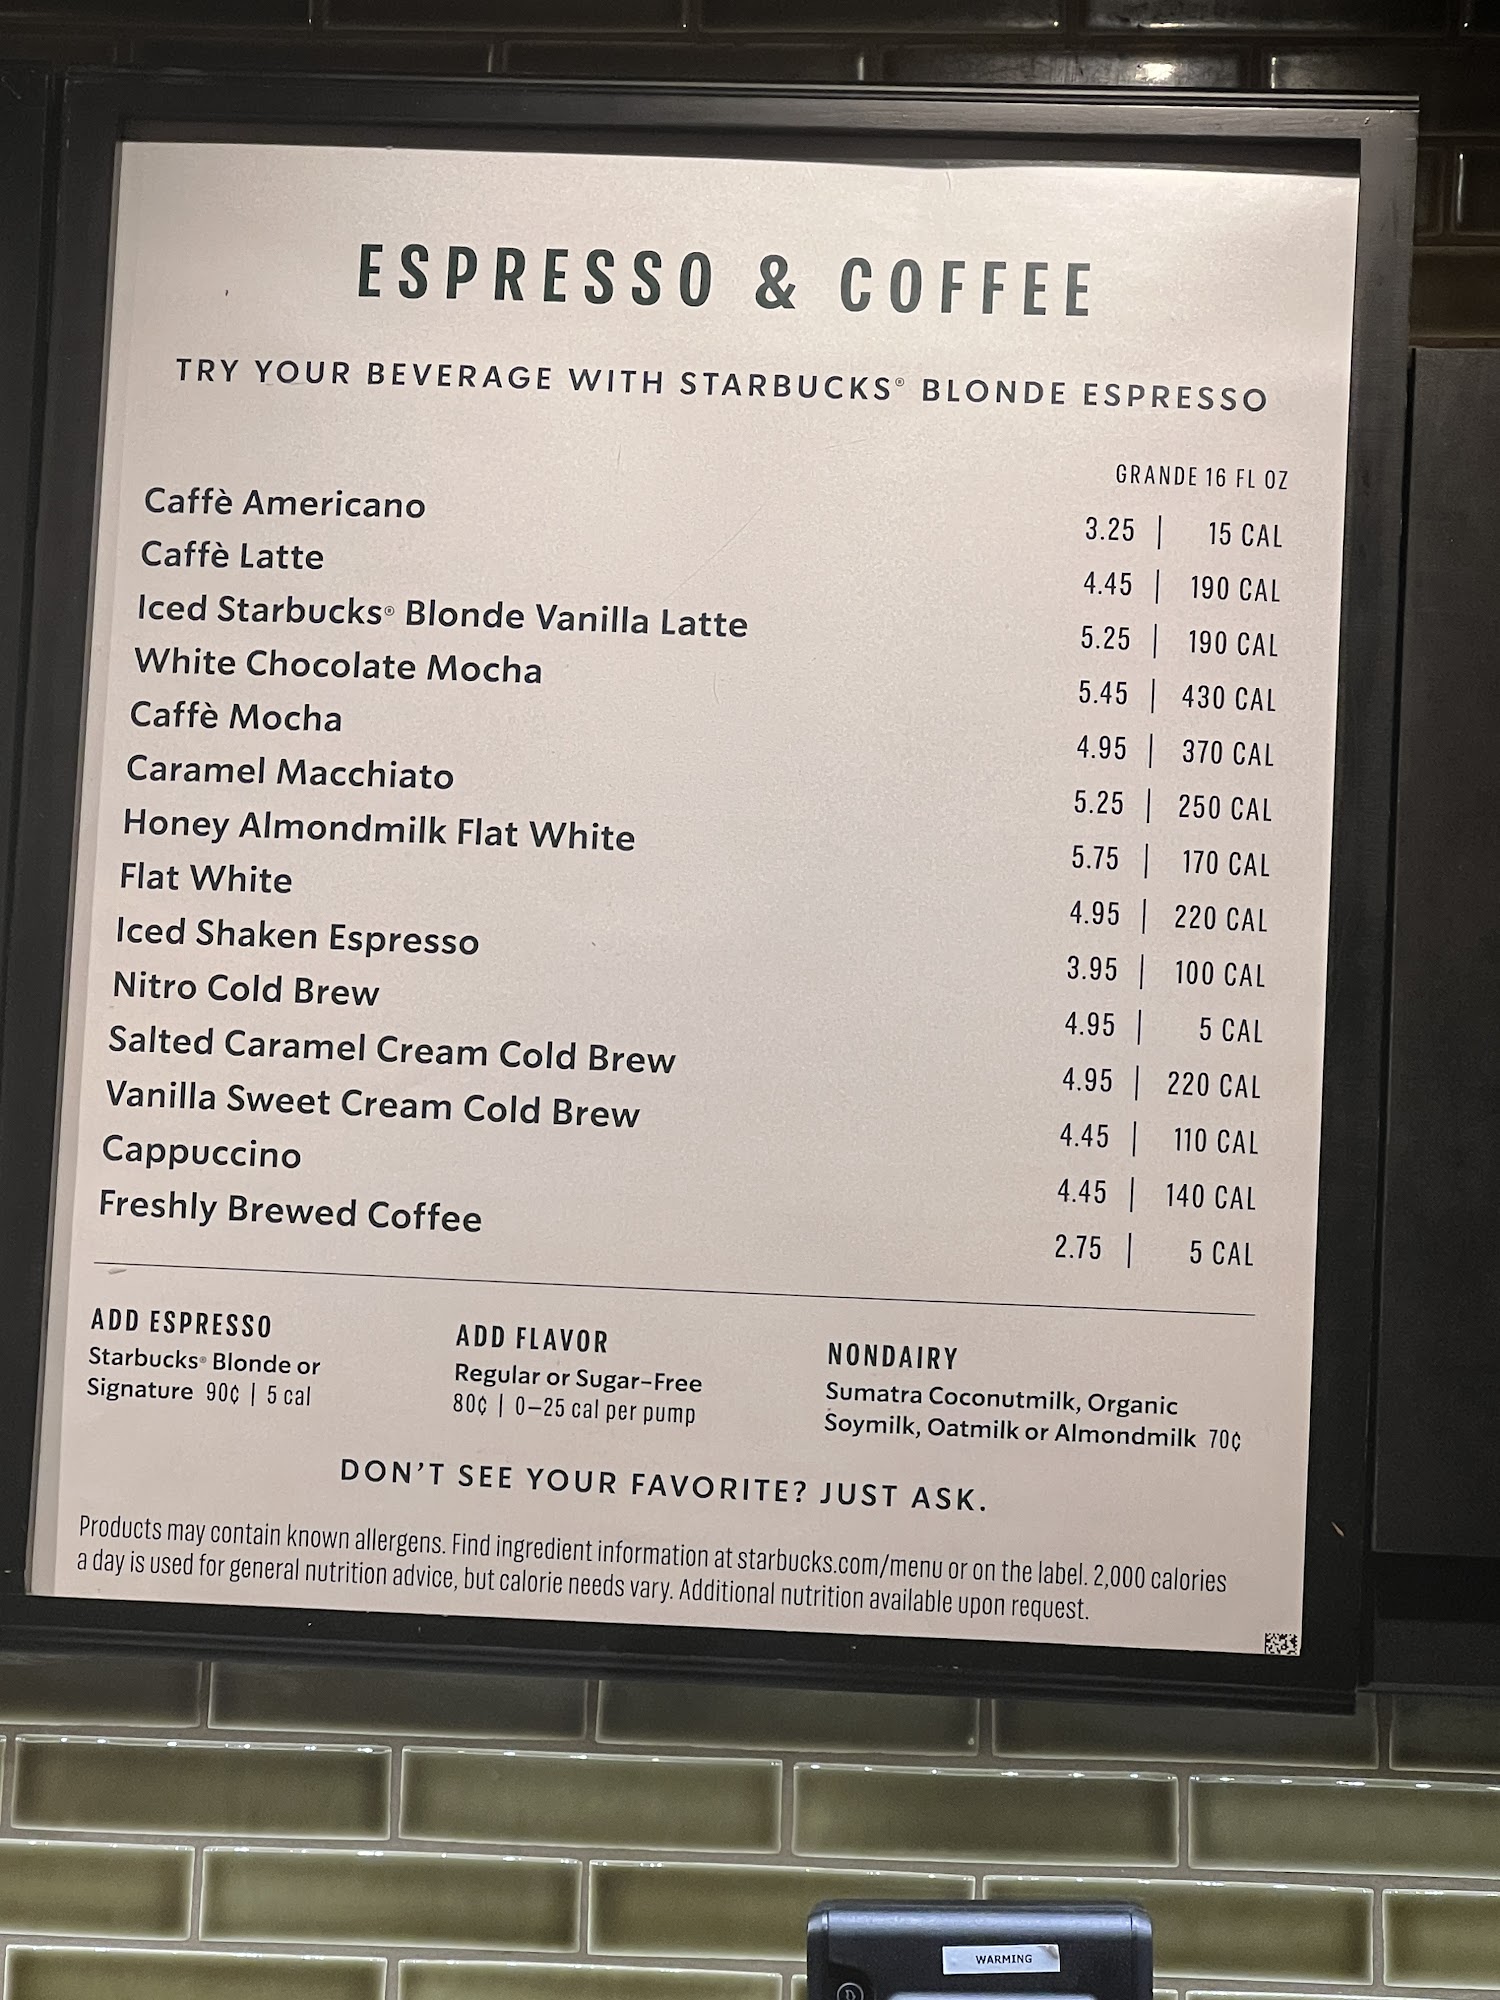 ESPRESSO & COFFEE
TRY YOUR BEVERAGE WITH STARBUCKS® BLONDE ESPRESSO
GRANDE 16 FL OZ
Caffè Americano 3.25 | 15 CAL
Caffè Latte 4.45 | 190 CAL
Iced Starbucks® Blonde Vanilla Latte 5.25 | 190 CAL
White Chocolate Mocha 5.45 | 430 CAL
Caffè Mocha 4.95 | 370 CAL
Caramel Macchiato 5.25 | 250 CAL
Honey Almondmilk Flat White 5.75 | 170 CAL
Flat White 4.95 | 220 CAL
Iced Shaken Espresso 3.95 | 100 CAL
Nitro Cold Brew 4.95 | 5 CAL
Salted Caramel Cream Cold Brew 4.95 | 220 CAL
Vanilla Sweet Cream Cold Brew 4.45 | 110 CAL
Cappuccino 4.45 | 140 CAL
Freshly Brewed Coffee 2.75 | 5 CAL
ADD ESPRESSO
Starbucks® Blonde or
Signature 90¢ | 5 cal
ADD FLAVOR
Regular or Sugar-Free
80¢ | 0–25 cal per pump
NONDAIRY
Sumatra Coconutmilk, Organic
Soymilk, Oatmilk or Almondmilk 70¢
DON'T SEE YOUR FAVORITE? JUST ASK.
Products may contain known allergens. Find ingredient information at starbucks.com/menu or on the label. 2,000 calories
a day is used for general nutrition advice, but calorie needs vary. Additional nutrition available upon request.
WARMING